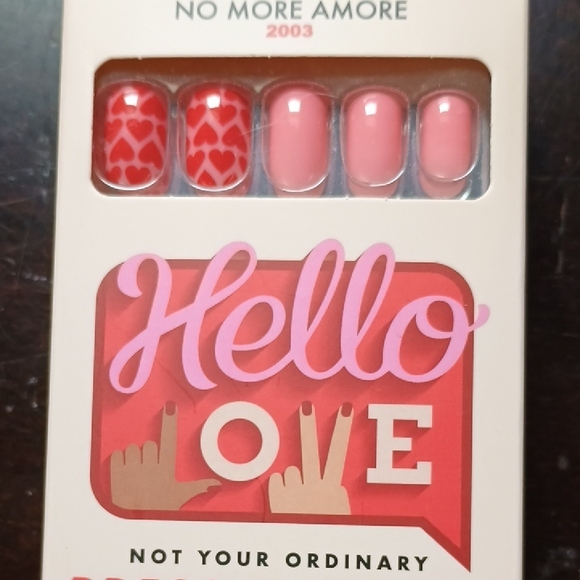 NO MORE AMORE
2003
Hello
LOVE
NOT YOUR ORDINARY